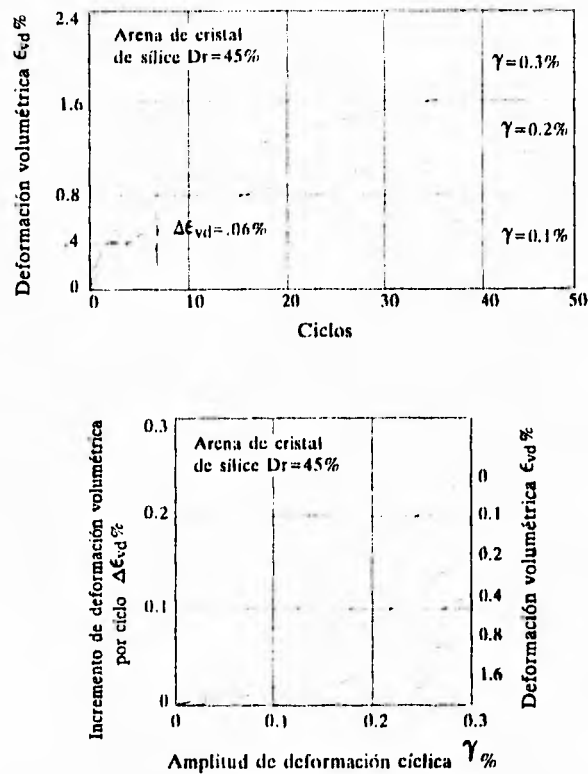 2.4
Arena de cristal
de sílice Dr=45%
γ=0.3%
1.6
γ=0.2%
0.8
Δϵvd=.06%
γ=0.1%
.4
0
0 10 20 30 40 50
Deformación volumétrica ϵvd%
Ciclos
0.3
Arena de cristal
de sílice Dr=45%
0
0.2
0.1
0.2
0.1
0.4
0.8
1.6
0
0 0.1 0.2 0.3
Incremento de deformación volumétrica
por ciclo Δϵvd%
Deformación volumétrica ϵvd%
Amplitud de deformación cíclica γ%